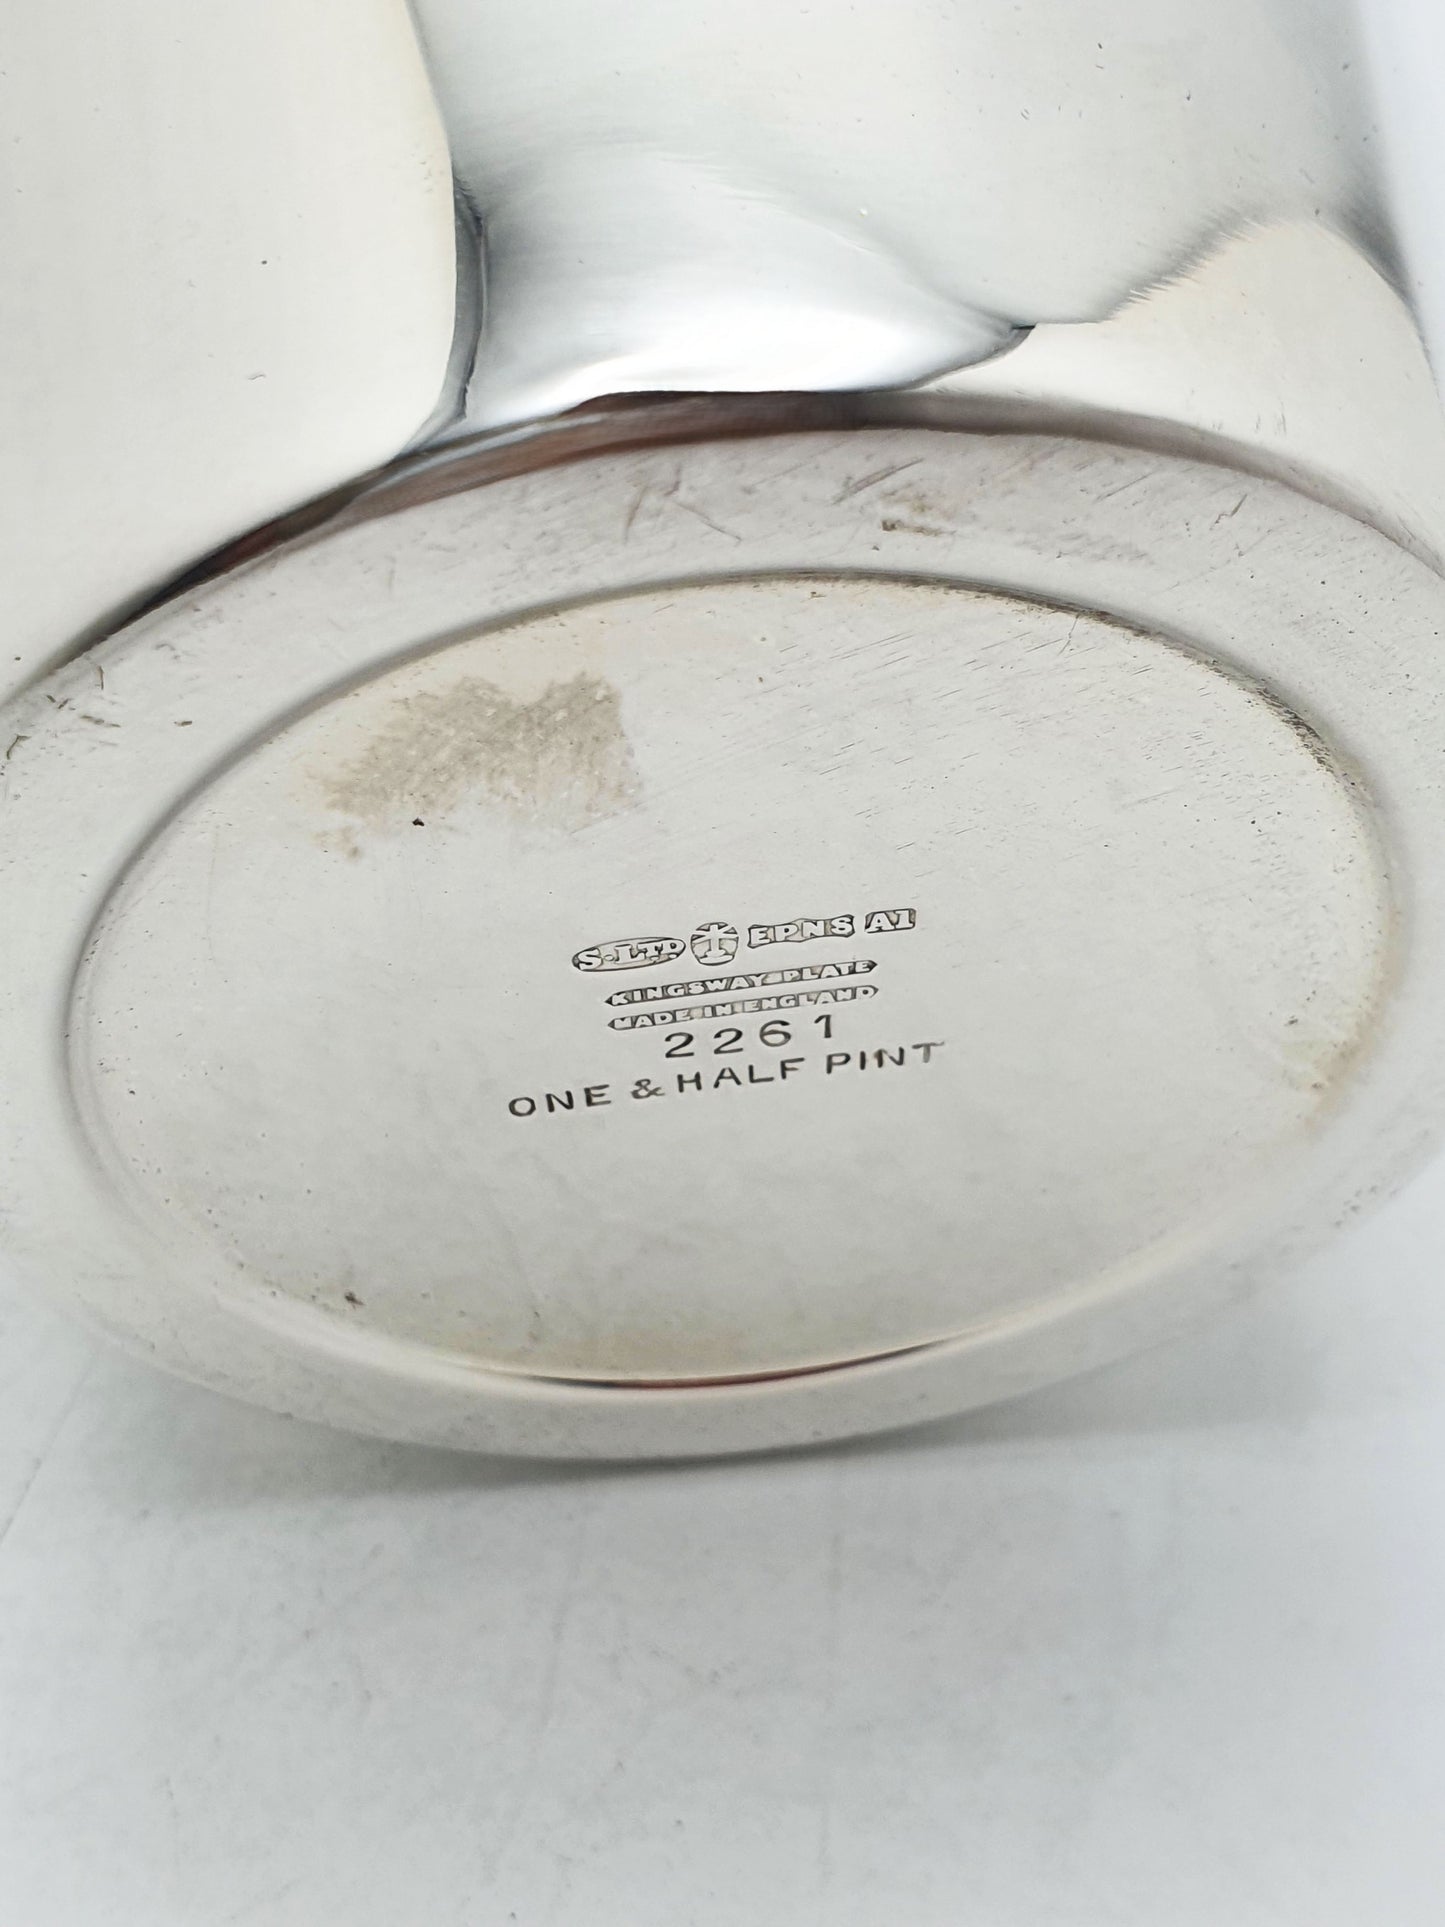 S·LTD EPNS A1
KINGSWAY PLATE
MADE IN ENGLAND
2261
ONE & HALF PINT